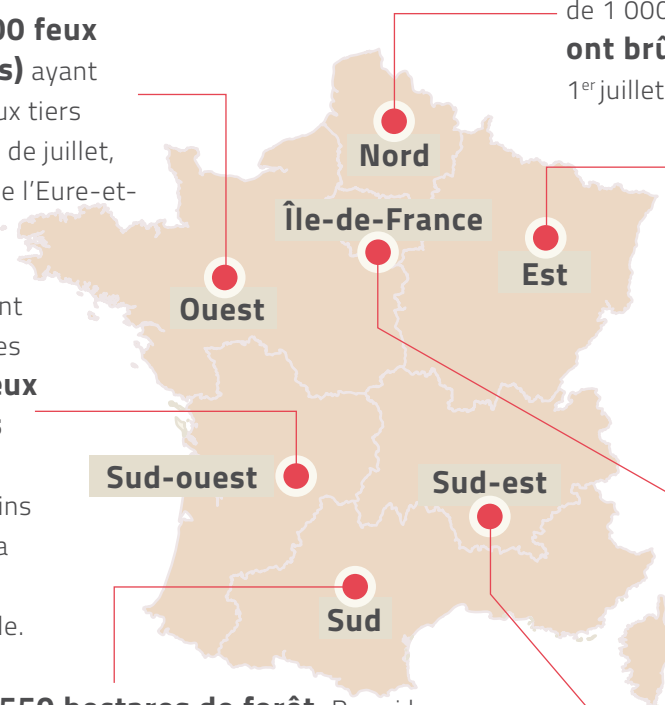 00 feux
s) ayant
ux tiers
de juillet,
e l'Eure-et-
nt
es
eux
ins
a
le.
de 1 000
ont brû
1er juillet
Nord
Île-de-France
Est
Ouest
Sud-ouest
Sud-est
Sud
550 hectares de forêt.